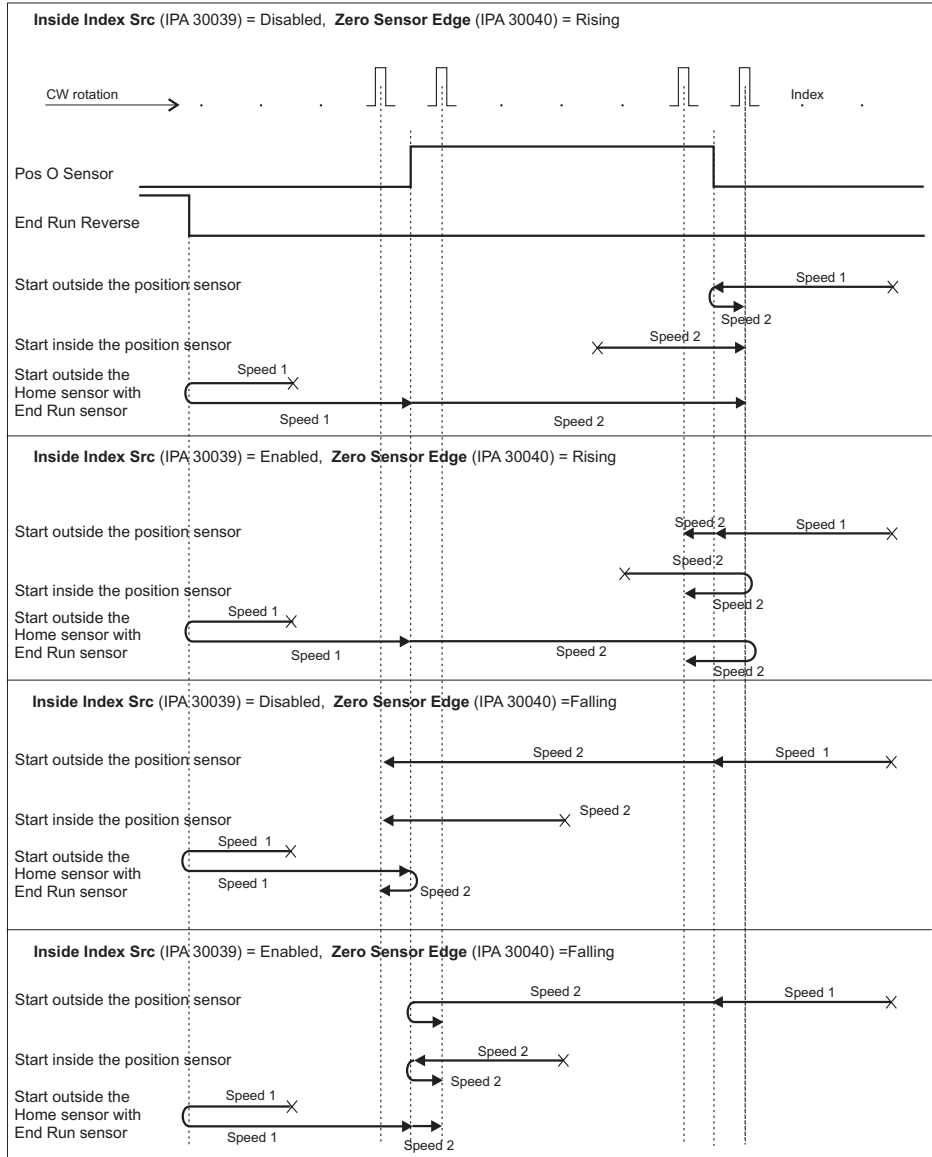 Inside Index Src (IPA 30039) = Disabled, Zero Sensor Edge (IPA 30040) = Rising
CW rotation
Index
Pos O Sensor
End Run Reverse
Start outside the position sensor
Speed 1
Speed 2
Start inside the position sensor
Speed 2
Start outside the
Home sensor with
End Run sensor
Speed 1
Speed 1
Speed 2
Inside Index Src (IPA 30039) = Enabled, Zero Sensor Edge (IPA 30040) = Rising
Start outside the position sensor
Speed 2
Speed 1
Start inside the position sensor
Speed 2
Speed 2
Start outside the
Home sensor with
End Run sensor
Speed 1
Speed 1
Speed 2
Speed 2
Inside Index Src (IPA 30039) = Disabled, Zero Sensor Edge (IPA 30040) =Falling
Start outside the position sensor
Speed 2
Speed 1
Start inside the position sensor
Speed 2
Start outside the
Home sensor with
End Run sensor
Speed 1
Speed 1
Speed 2
Inside Index Src (IPA 30039) = Enabled, Zero Sensor Edge (IPA 30040) =Falling
Start outside the position sensor
Speed 2
Speed 1
Start inside the position sensor
Speed 2
Speed 2
Start outside the
Home sensor with
End Run sensor
Speed 1
Speed 1
Speed 2